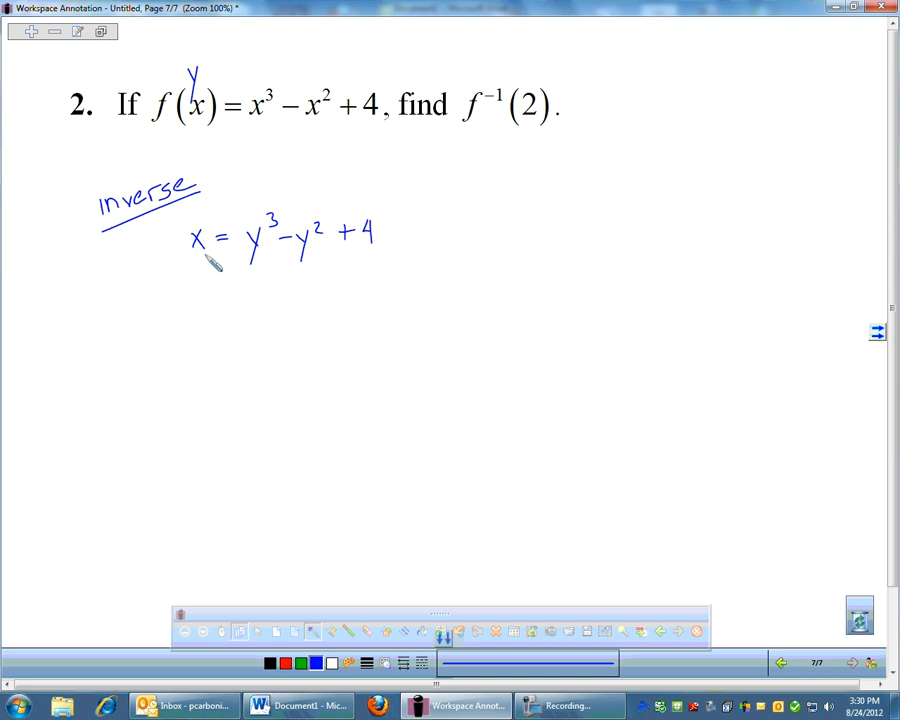 Workspace Annotation - Untitled, Page 7/7 (Zoom 100%) *
y
2. If f(x) = x³ − x² + 4, find f⁻¹(2).
inverse
x = y³ − y² + 4
7/7
Inbox - pcarboni...
Document1 - Mic...
Workspace Annot...
Recording...
3:30 PM
8/24/2012